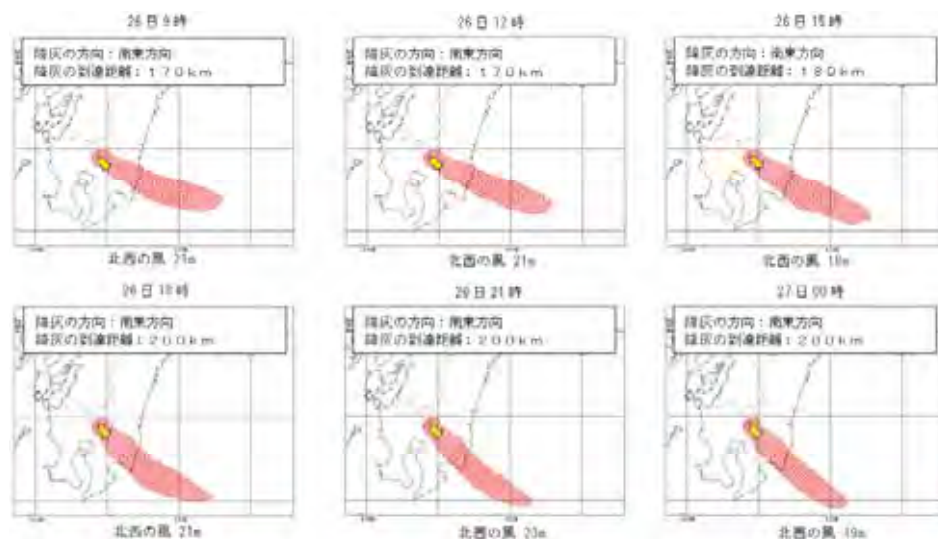 26日9時
降灰の方向：南東方向
降灰の到達距離：170km
北西の風 21m
26日12時
降灰の方向：南東方向
降灰の到達距離：170km
北西の風 21m
26日15時
降灰の方向：南東方向
降灰の到達距離：180km
北西の風 18m
26日18時
降灰の方向：南東方向
降灰の到達距離：200km
北西の風 21m
26日21時
降灰の方向：南東方向
降灰の到達距離：200km
北西の風 20m
27日00時
降灰の方向：南東方向
降灰の到達距離：200km
北西の風 19m